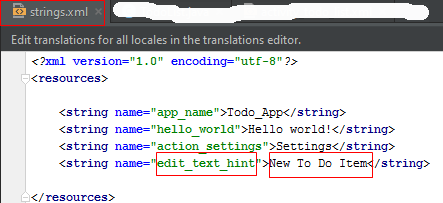 strings.xml
Edit translations for all locales in the translations editor.
<?xml version="1.0" encoding="utf-8"?>
<resources>
<string name="app_name">Todo_App</string>
<string name="hello_world">Hello world!</string>
<string name="action_settings">Settings</string>
<string name="edit_text_hint">New To Do Item</string>
</resources>